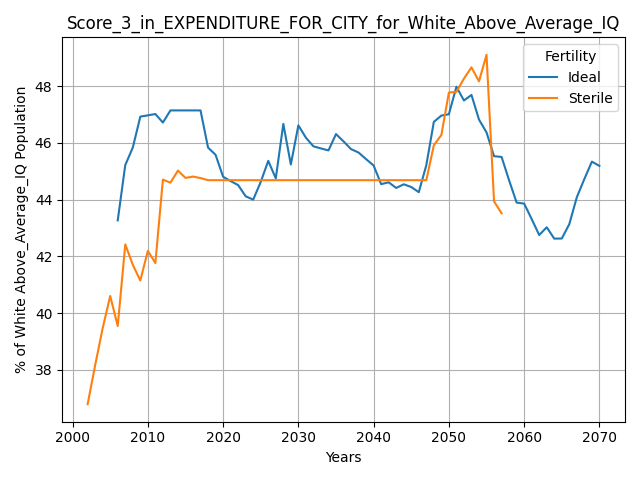 Score_3_in_EXPENDITURE_FOR_CITY_for_White_Above_Average_IQ
Fertility
Ideal
Sterile
% of White Above_Average_IQ Population
48
46
44
42
40
38
2000 2010 2020 2030 2040 2050 2060 2070
Years